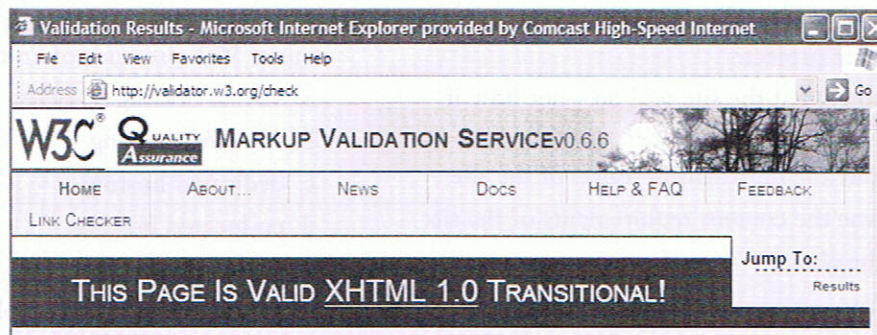 Validation Results - Microsoft Internet Explorer provided by Comcast High-Speed Internet
File Edit View Favorites Tools Help
Address http://validator.w3.org/check Go
W3C® QUALITY Assurance MARKUP VALIDATION SERVICE v0.6.6
HOME ABOUT... NEWS DOCS HELP & FAQ FEEDBACK
LINK CHECKER
Jump To:
Results
THIS PAGE IS VALID XHTML 1.0 TRANSITIONAL!